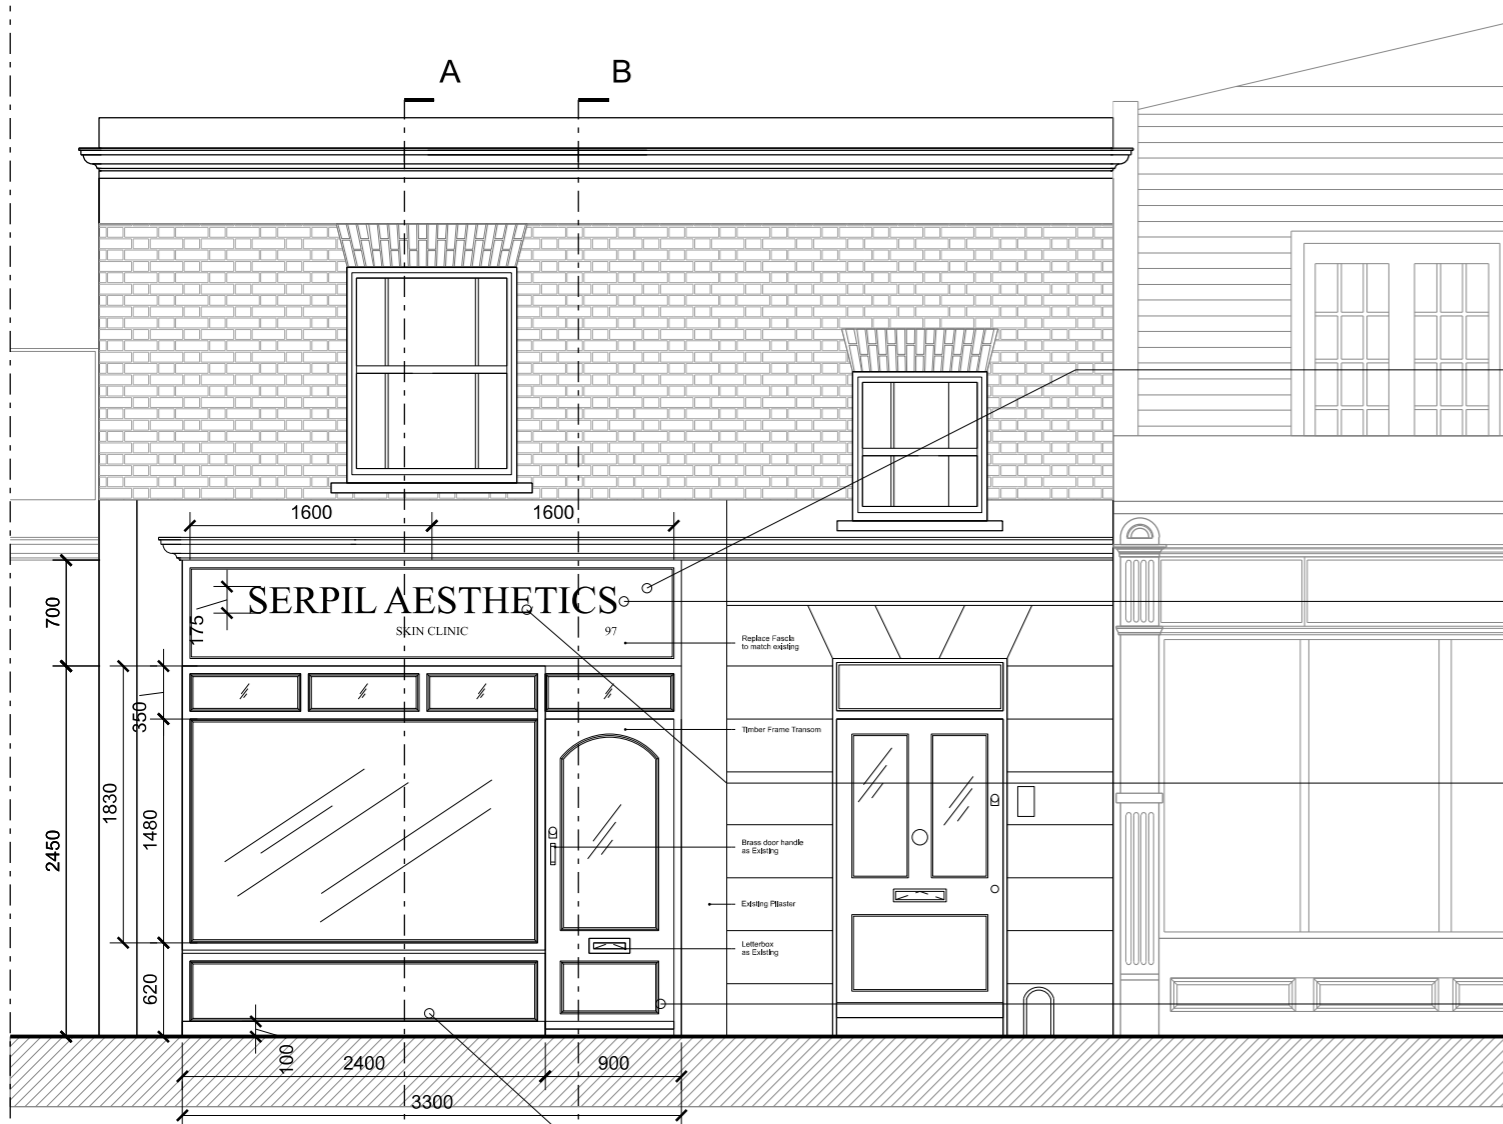 A
B
1600
1600
700
175
SERPIL AESTHETICS
SKIN CLINIC
97
Replace Fascia
to match existing
350
Timber Frame Transom
1830
1480
2450
Brass door handle
as Existing
Existing Pilaster
Letterbox
as Existing
620
100
2400
900
3300